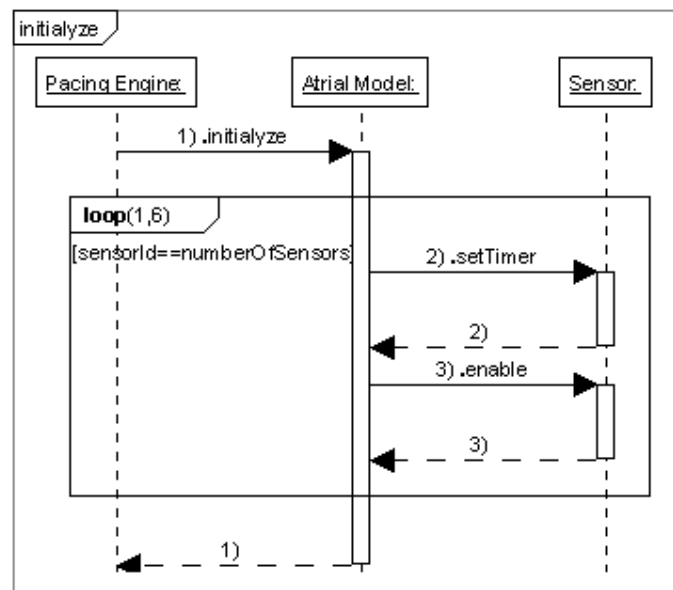 initialyze
Pacing Engine:
Atrial Model:
Sensor:
1) .initialyze
loop(1,6)
[sensorId==numberOfSensors]
2) .setTimer
2)
3) .enable
3)
1)